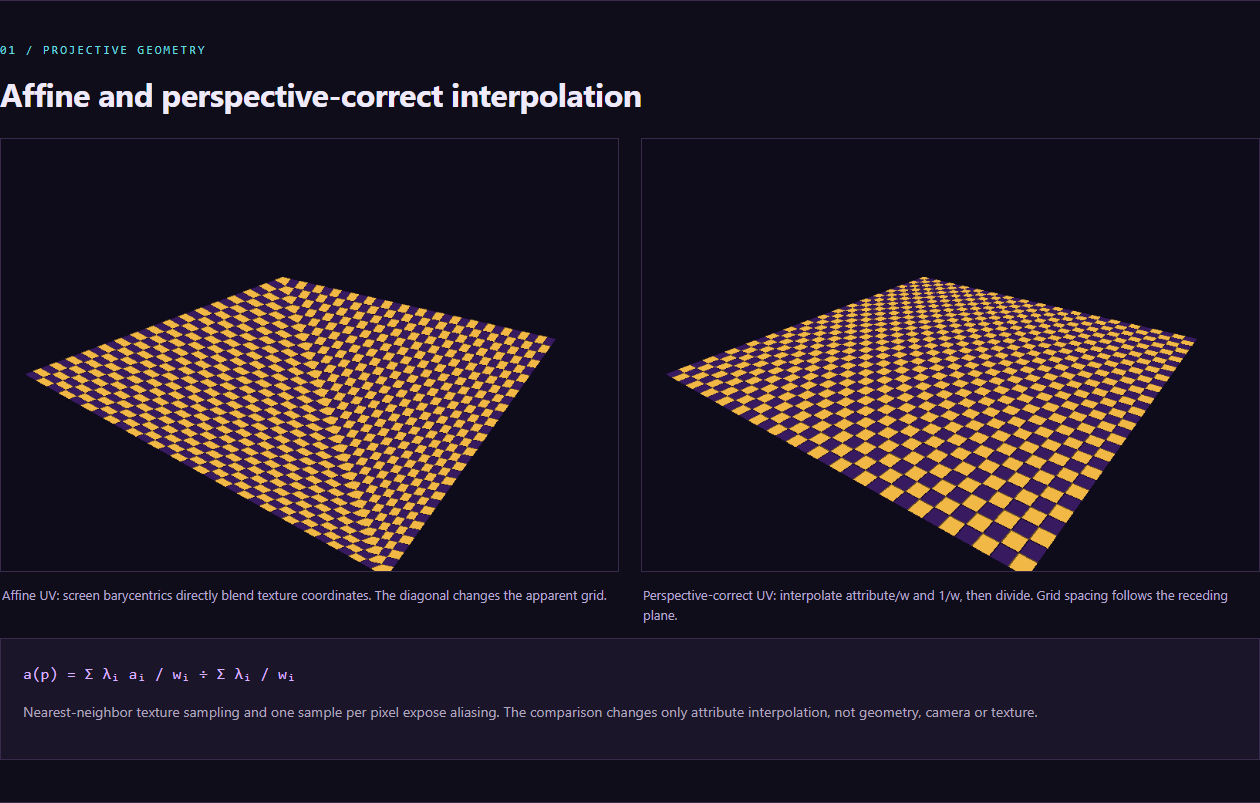 01 / PROJECTIVE GEOMETRY
Affine and perspective-correct interpolation
Affine UV: screen barycentrics directly blend texture coordinates. The diagonal changes the apparent grid.
Perspective-correct UV: interpolate attribute/w and 1/w, then divide. Grid spacing follows the receding
plane.
a(p) = Σ λᵢ aᵢ / wᵢ ÷ Σ λᵢ / wᵢ
Nearest-neighbor texture sampling and one sample per pixel expose aliasing. The comparison changes only attribute interpolation, not geometry, camera or texture.